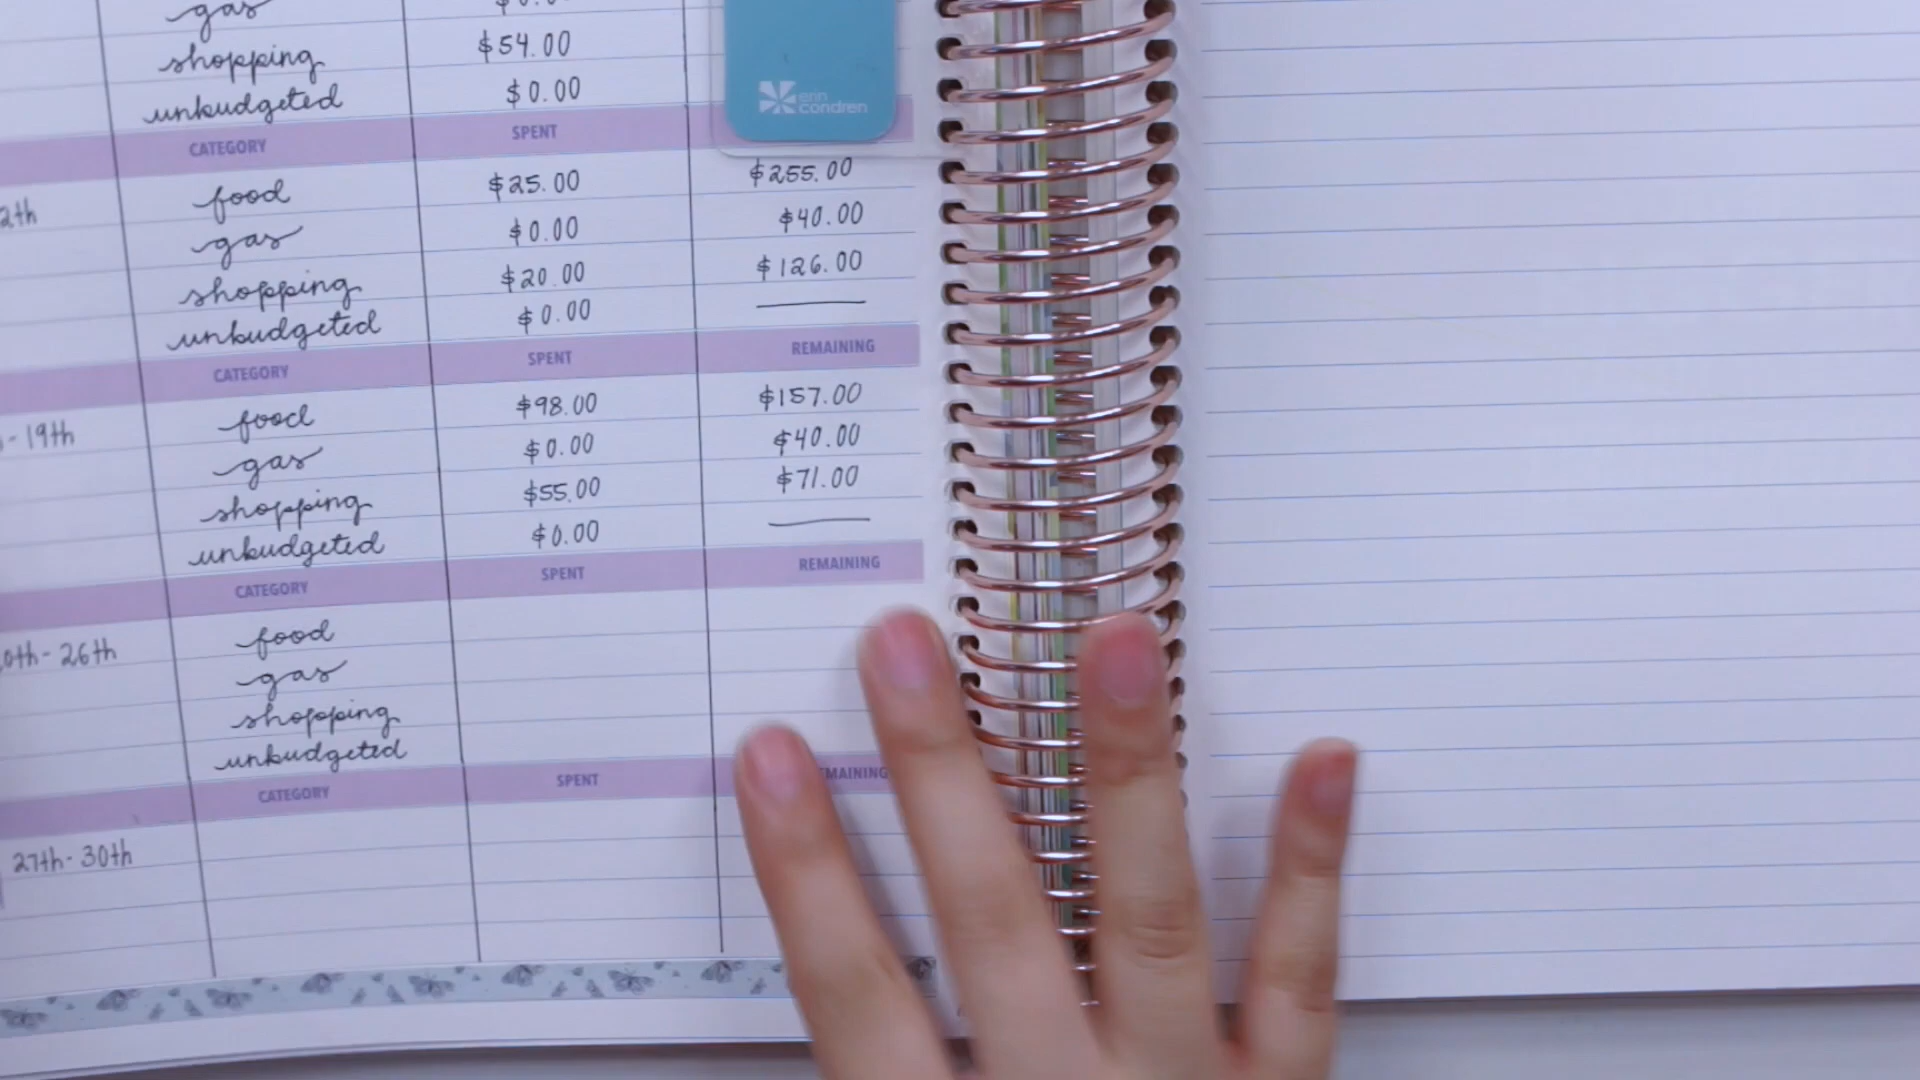 gas
shopping $54.00
unbudgeted $0.00
erin
condren
CATEGORY SPENT
food $25.00 $255.00
gas $0.00 $40.00
shopping $20.00 $126.00
unbudgeted $0.00
CATEGORY SPENT REMAINING
- 19th food $98.00 $157.00
gas $0.00 $40.00
shopping $55.00 $71.00
unbudgeted $0.00
CATEGORY SPENT REMAINING
food
- 26th gas
shopping
unbudgeted
CATEGORY SPENT
27th - 30th